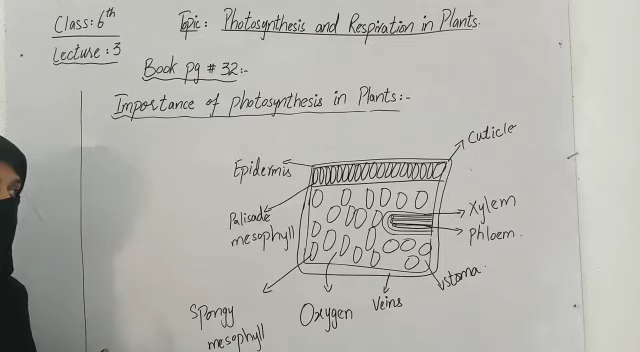 Class: 6th
Topic: Photosynthesis and Respiration in Plants.
Lecture: 3
Book pg # 32:-
Importance of photosynthesis in Plants:-
Cuticle
Epidermis
Palisade
mesophyll
Xylem
Phloem.
stoma.
Spongy
mesophyll
Oxygen
Veins